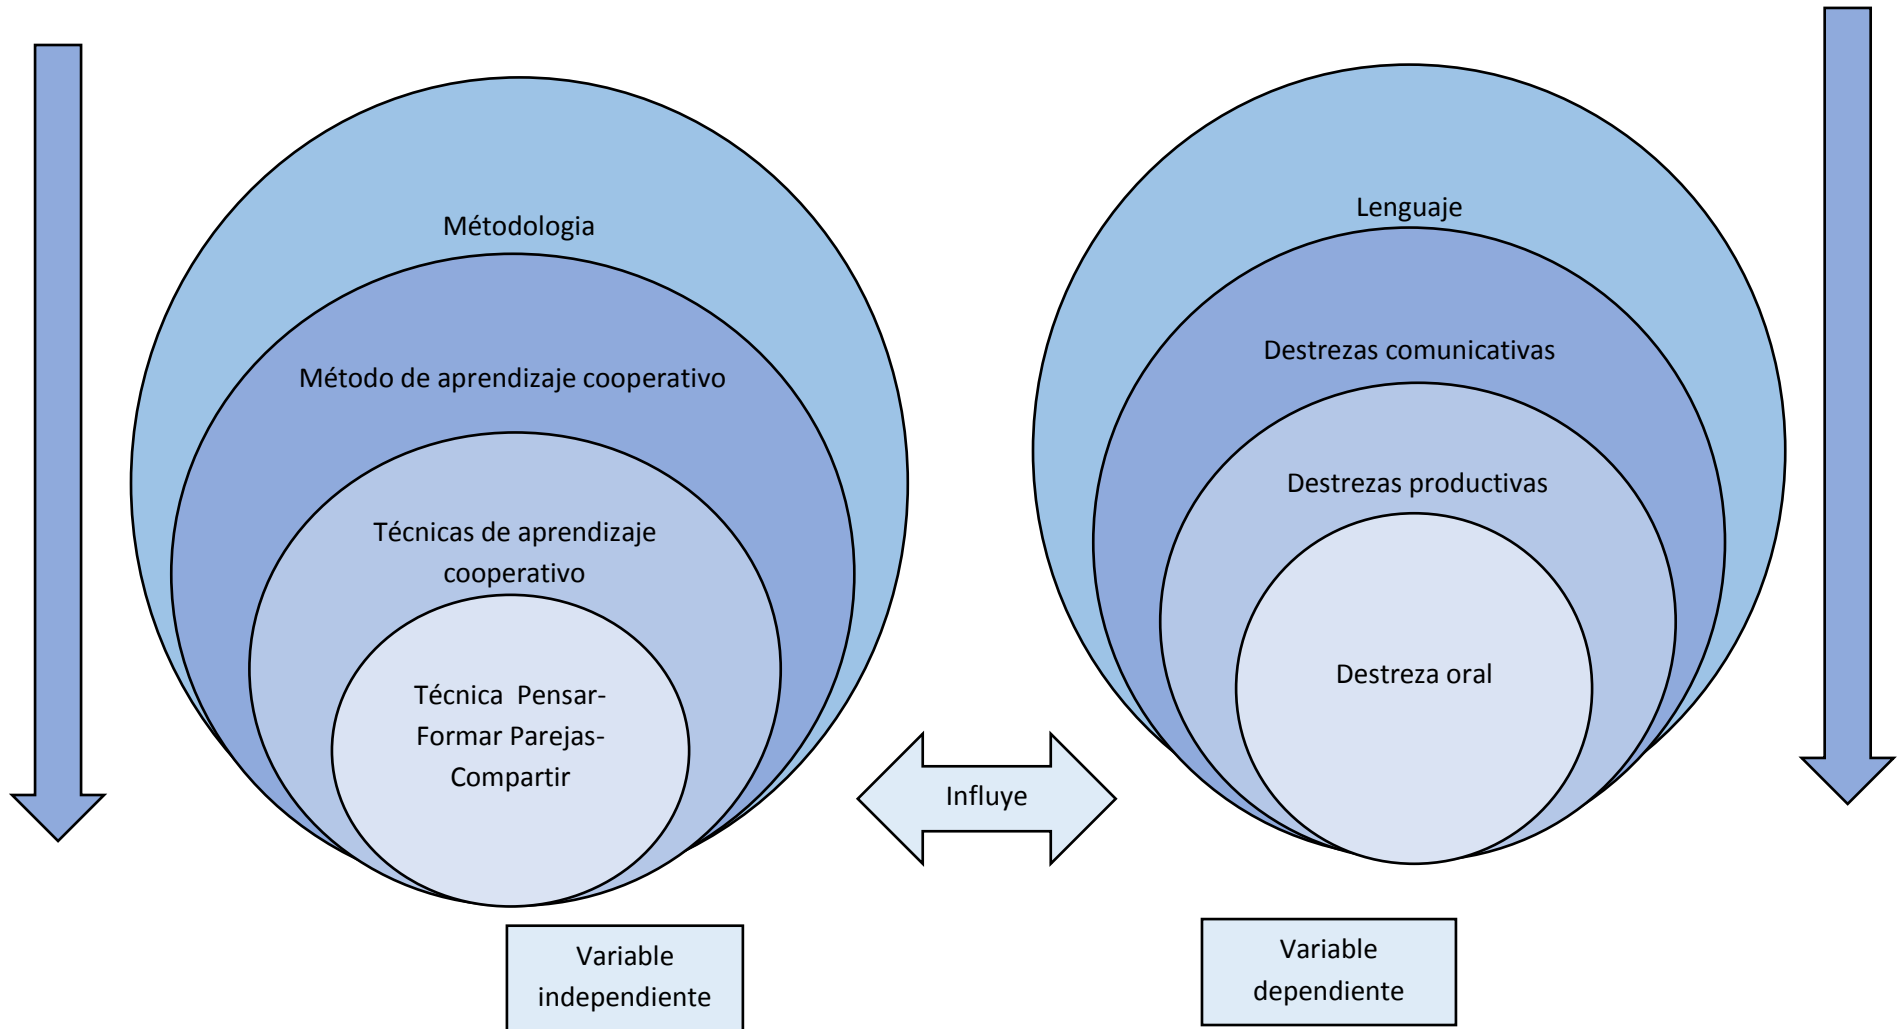 Métodologia
Método de aprendizaje cooperativo
Técnicas de aprendizaje
cooperativo
Técnica  Pensar-
Formar Parejas-
Compartir
Variable
independiente
Influye
Lenguaje
Destrezas comunicativas
Destrezas productivas
Destreza oral
Variable
dependiente